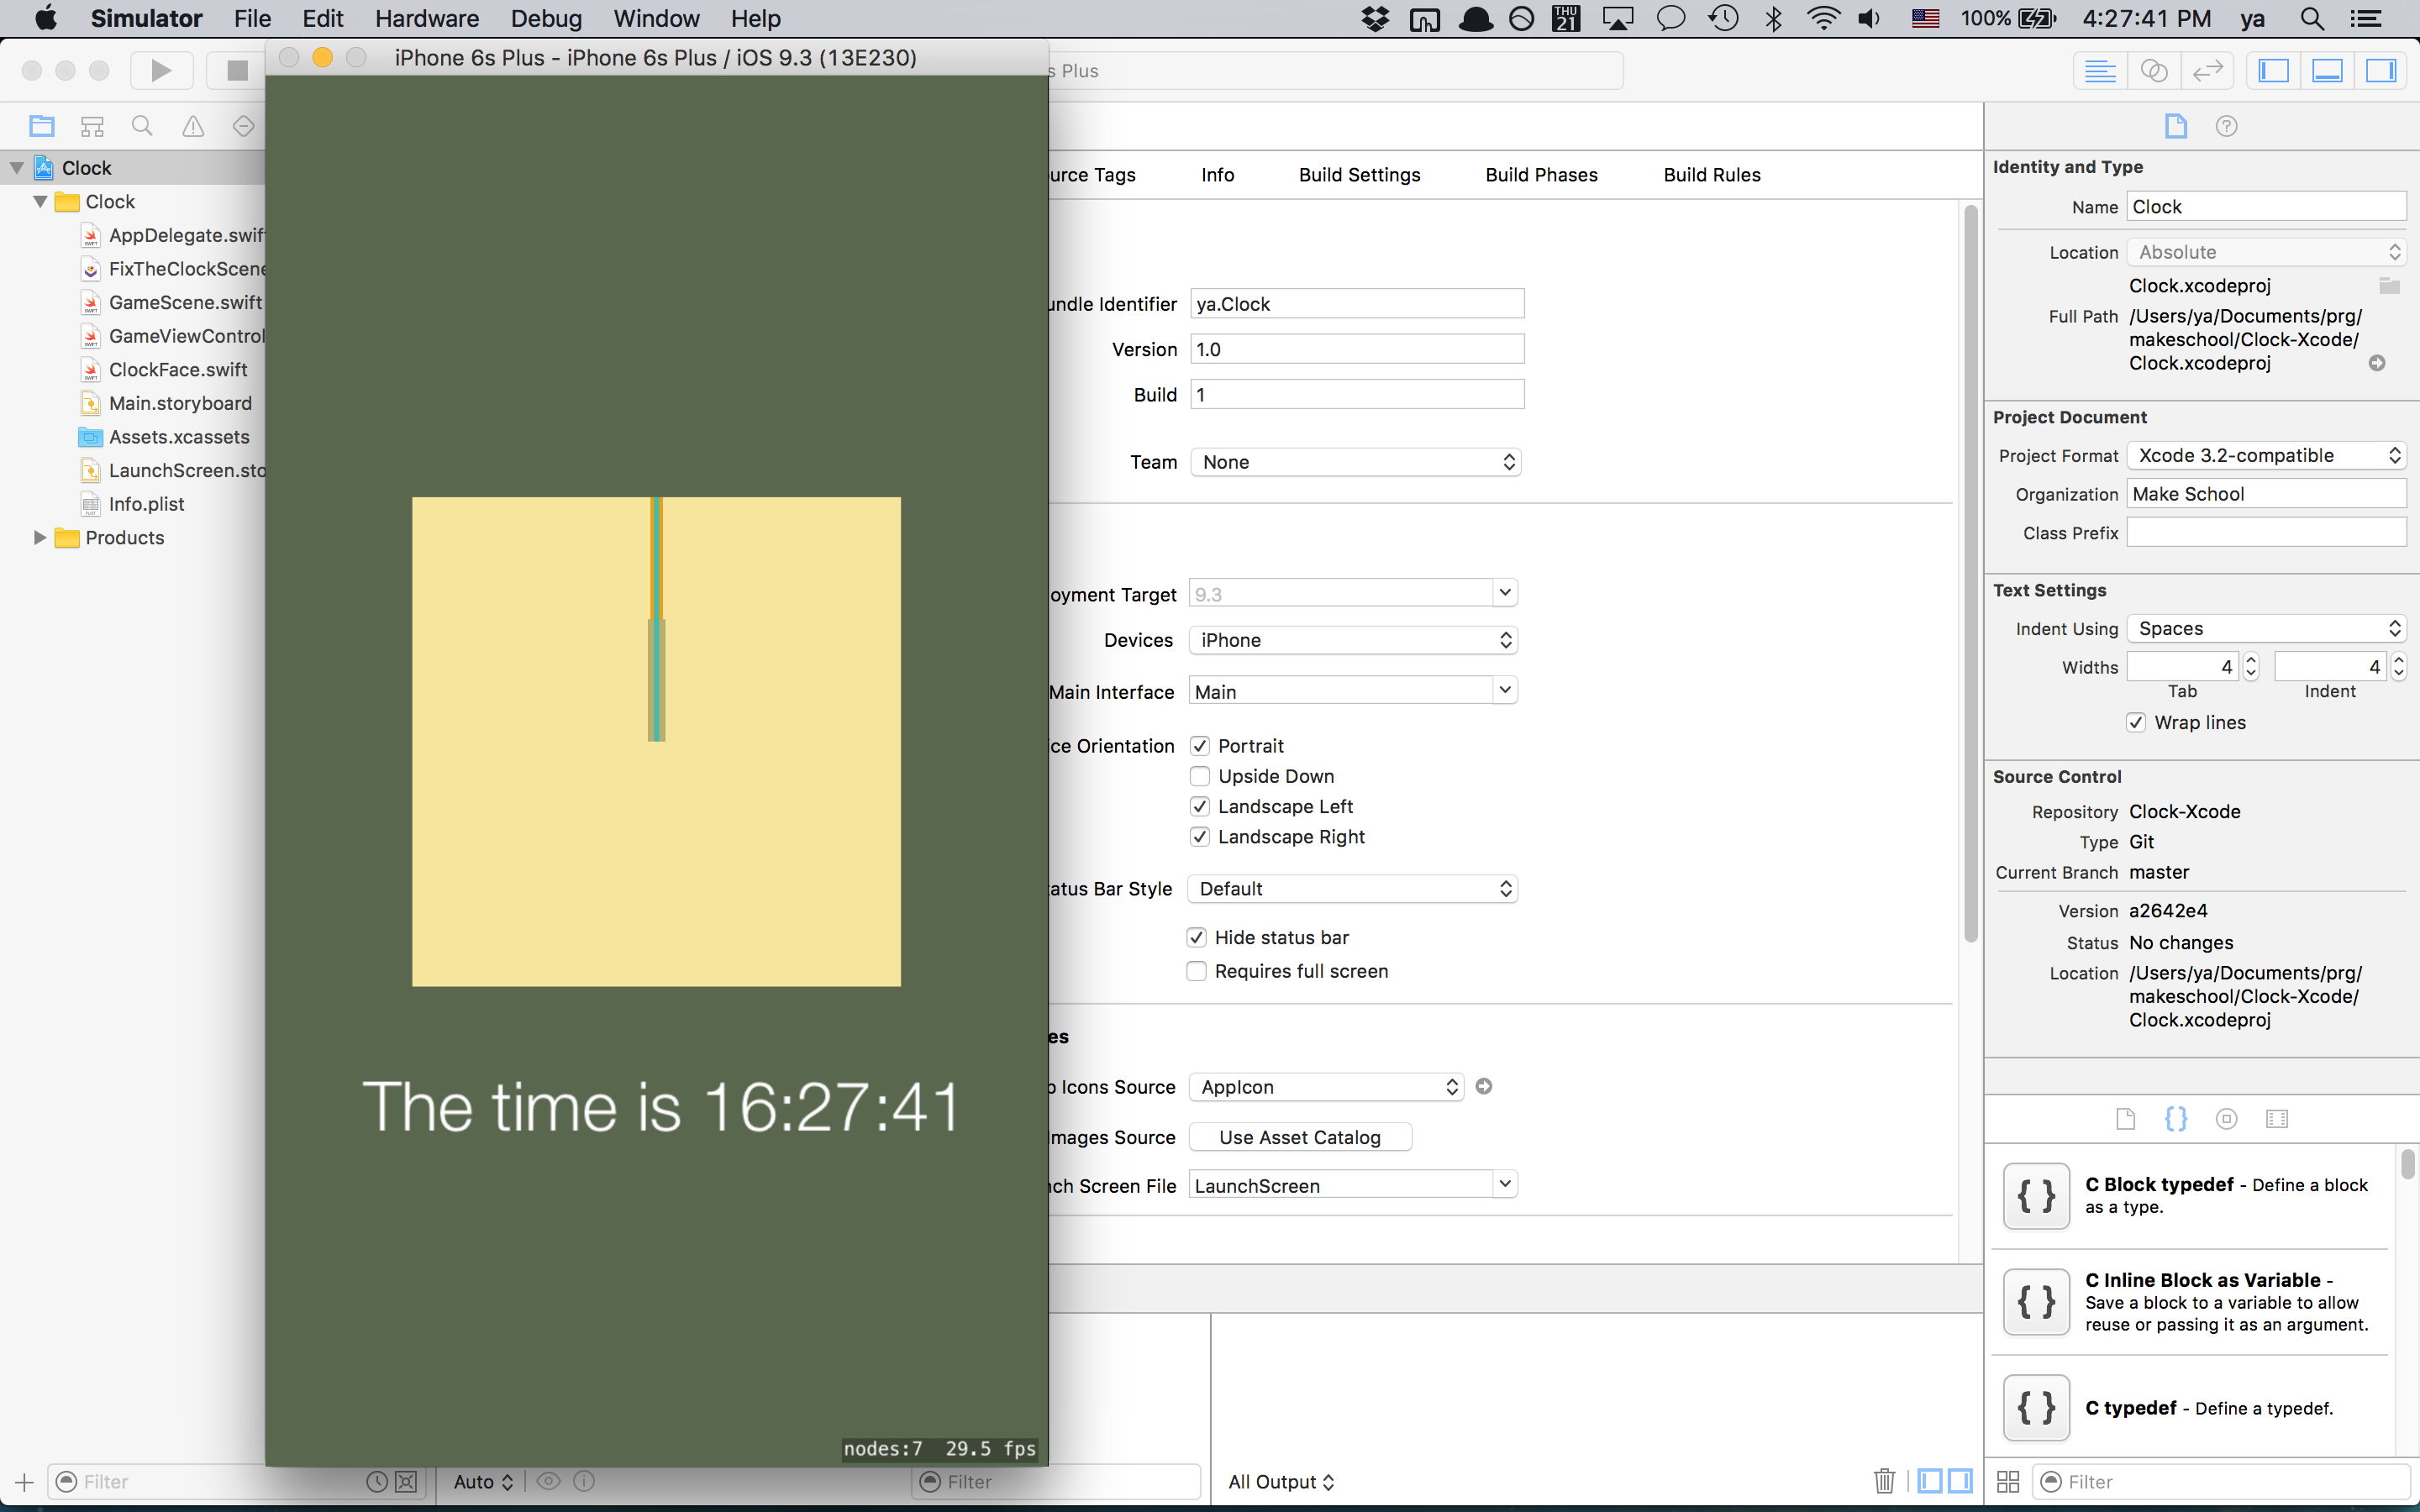 Simulator File Edit Hardware Debug Window Help THU 21 100% 4:27:41 PM ya
iPhone 6s Plus - iPhone 6s Plus / iOS 9.3 (13E230)
s Plus
Clock
Clock
AppDelegate.swif
FixTheClockScene
GameScene.swift
GameViewControl
ClockFace.swift
Main.storyboard
Assets.xcassets
LaunchScreen.sto
Info.plist
Products
The time is 16:27:41
nodes:7 29.5 fps
urce Tags Info Build Settings Build Phases Build Rules
undle Identifier ya.Clock
Version 1.0
Build 1
Team None
oyment Target 9.3
Devices iPhone
Main Interface Main
ice Orientation Portrait
Upside Down
Landscape Left
Landscape Right
tatus Bar Style Default
Hide status bar
Requires full screen
es
p Icons Source AppIcon
Images Source Use Asset Catalog
nch Screen File LaunchScreen
Identity and Type
Name Clock
Location Absolute
Clock.xcodeproj
Full Path /Users/ya/Documents/prg/
makeschool/Clock-Xcode/
Clock.xcodeproj
Project Document
Project Format Xcode 3.2-compatible
Organization Make School
Class Prefix
Text Settings
Indent Using Spaces
Widths 4 4
Tab Indent
Wrap lines
Source Control
Repository Clock-Xcode
Type Git
Current Branch master
Version a2642e4
Status No changes
Location /Users/ya/Documents/prg/
makeschool/Clock-Xcode/
Clock.xcodeproj
C Block typedef - Define a block
as a type.
C Inline Block as Variable -
Save a block to a variable to allow
reuse or passing it as an argument.
C typedef - Define a typedef.
Filter Auto Filter All Output Filter